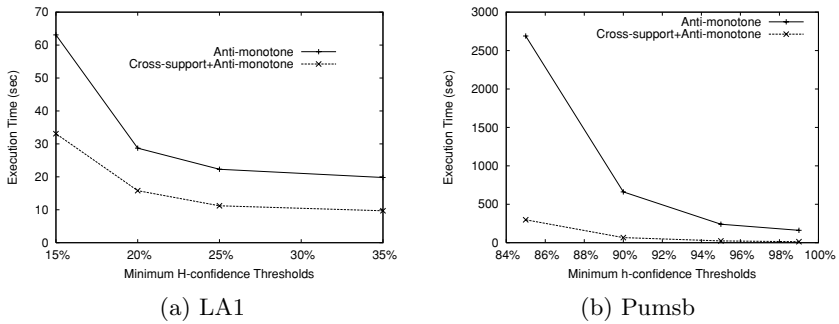 70
60
50
40
30
20
10
0
Execution Time (sec)
Anti-monotone
Cross-support+Anti-monotone
15% 20% 25% 30% 35%
Minimum H-confidence Thresholds
(a) LA1
3000
2500
2000
1500
1000
500
0
Execution Time (sec)
Anti-monotone
Cross-support+Anti-monotone
84% 86% 88% 90% 92% 94% 96% 98% 100%
Minimum h-confidence Thresholds
(b) Pumsb